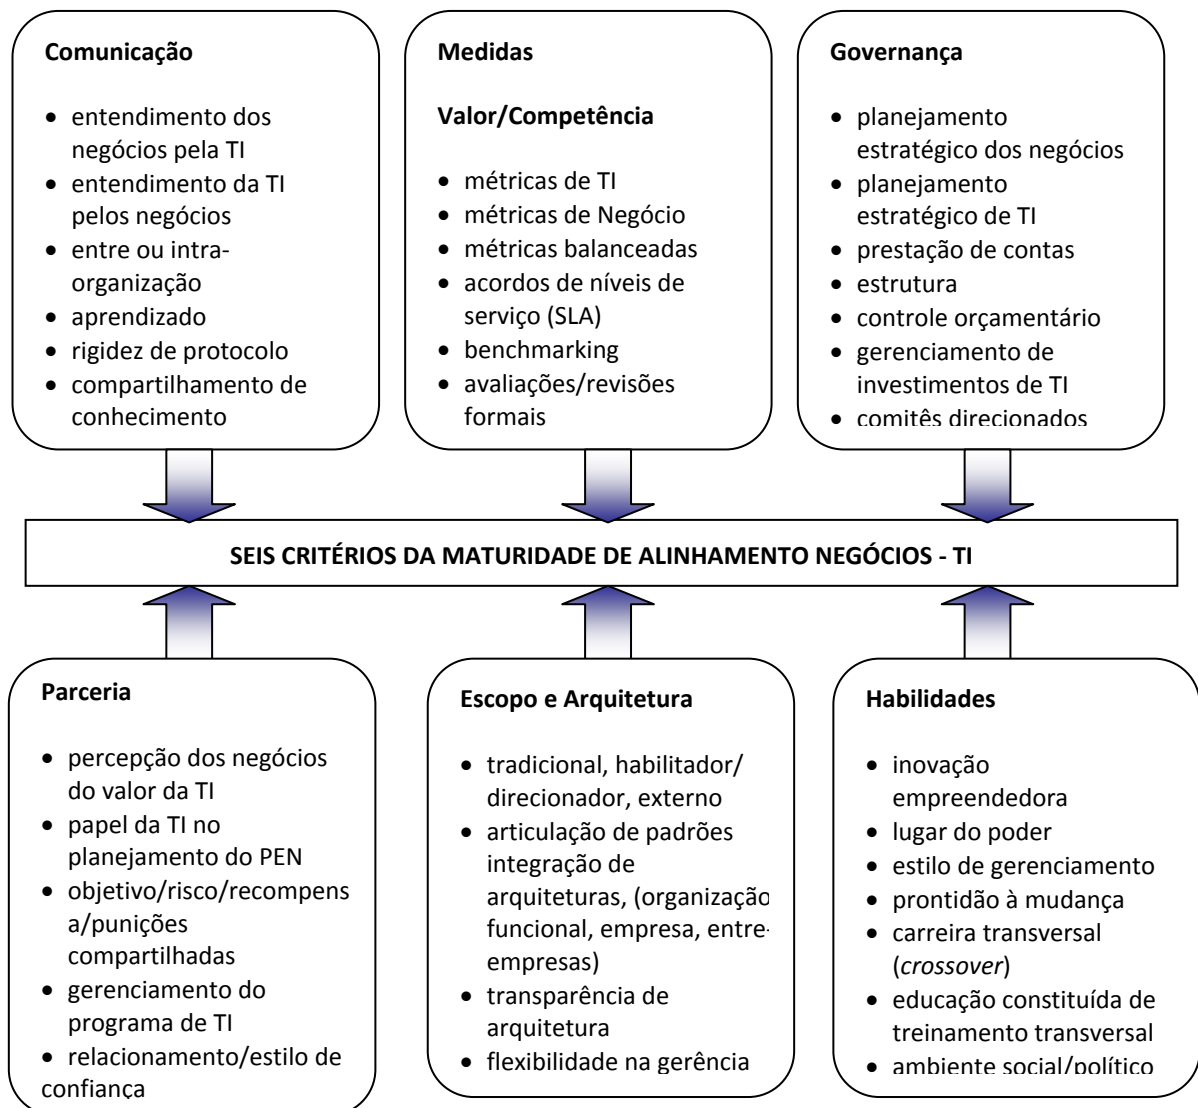 Comunicação
• entendimento dos
negócios pela TI
• entendimento da TI
pelos negócios
• entre ou intra-
organização
• aprendizado
• rigidez de protocolo
• compartilhamento de
conhecimento
Medidas
Valor/Competência
• métricas de TI
• métricas de Negócio
• métricas balanceadas
• acordos de níveis de
serviço (SLA)
• benchmarking
• avaliações/revisões
formais
Governança
• planejamento
estratégico dos negócios
• planejamento
estratégico de TI
• prestação de contas
• estrutura
• controle orçamentário
• gerenciamento de
investimentos de TI
• comitês direcionados
SEIS CRITÉRIOS DA MATURIDADE DE ALINHAMENTO NEGÓCIOS - TI
Parceria
• percepção dos negócios
do valor da TI
• papel da TI no
planejamento do PEN
• objetivo/risco/recompens
a/punições
compartilhadas
• gerenciamento do
programa de TI
• relacionamento/estilo de
confiança
Escopo e Arquitetura
• tradicional, habilitador/
direcionador, externo
• articulação de padrões
integração de
arquiteturas, (organização
funcional, empresa, entre-
empresas)
• transparência de
arquitetura
• flexibilidade na gerência
Habilidades
• inovação
empreendedora
• lugar do poder
• estilo de gerenciamento
• prontidão à mudança
• carreira transversal
(crossover)
• educação constituída de
treinamento transversal
• ambiente social/político